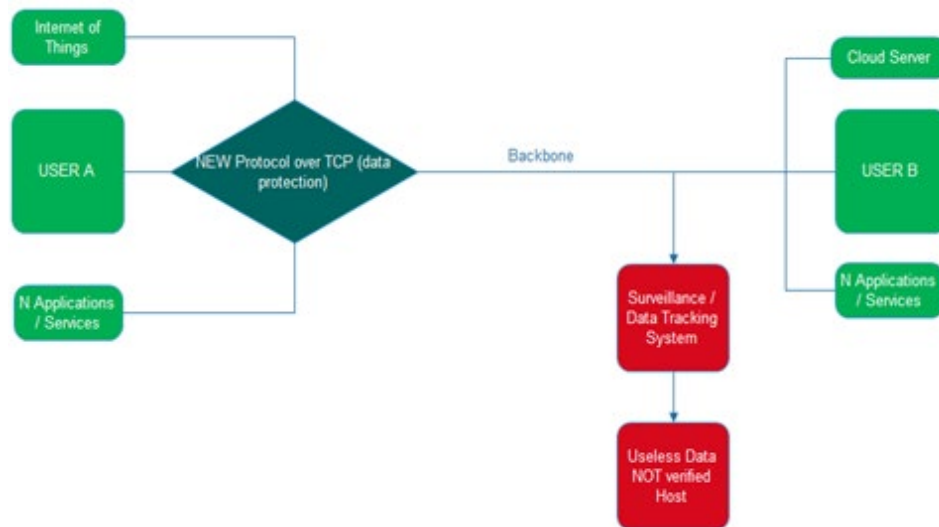 Internet of
Things
Cloud Server
USER A
NEW Protocol over TCP (data
protection)
Backbone
USER B
N Applications
/ Services
Surveillance /
Data Tracking
System
N Applications
/ Services
Useless Data
NOT verified
Host